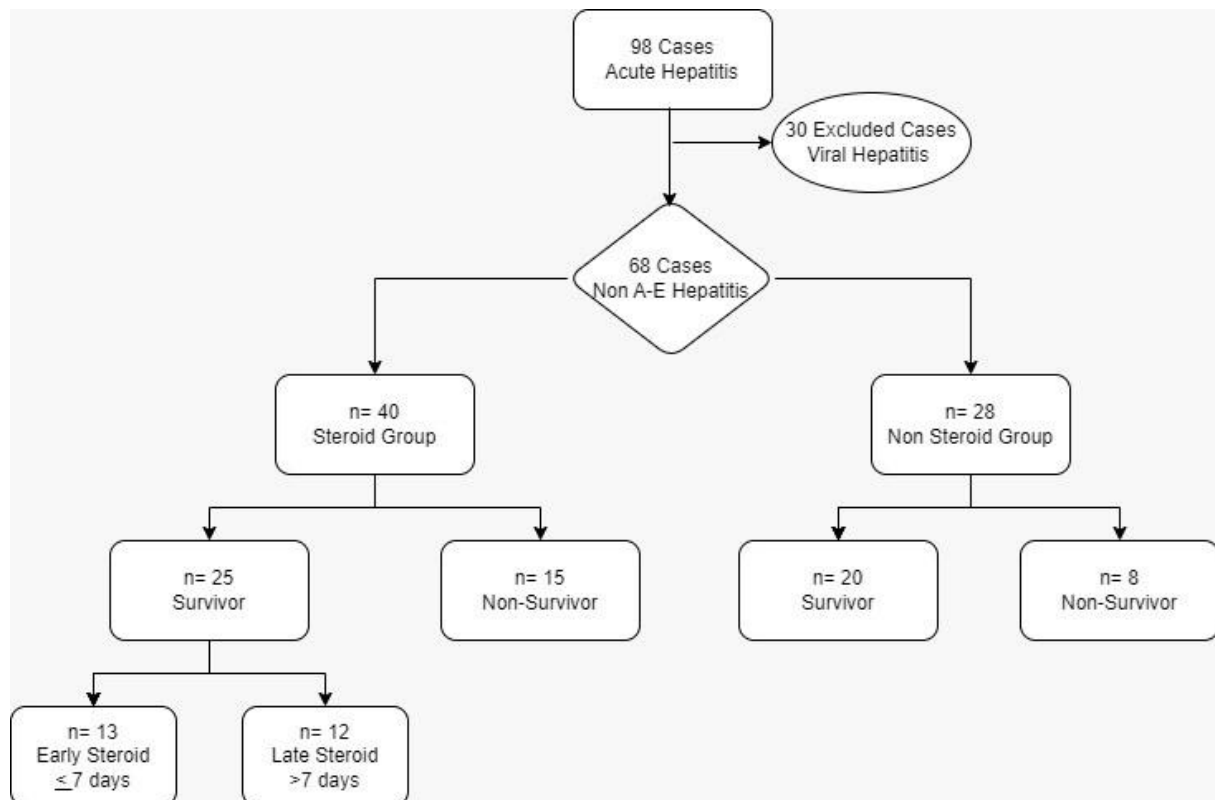 98 Cases
Acute Hepatitis
30 Excluded Cases
Viral Hepatitis
68 Cases
Non A-E Hepatitis
n= 40
Steroid Group
n= 28
Non Steroid Group
n= 25
Survivor
n= 15
Non-Survivor
n= 20
Survivor
n= 8
Non-Survivor
n= 13
Early Steroid
< 7 days
n= 12
Late Steroid
>7 days